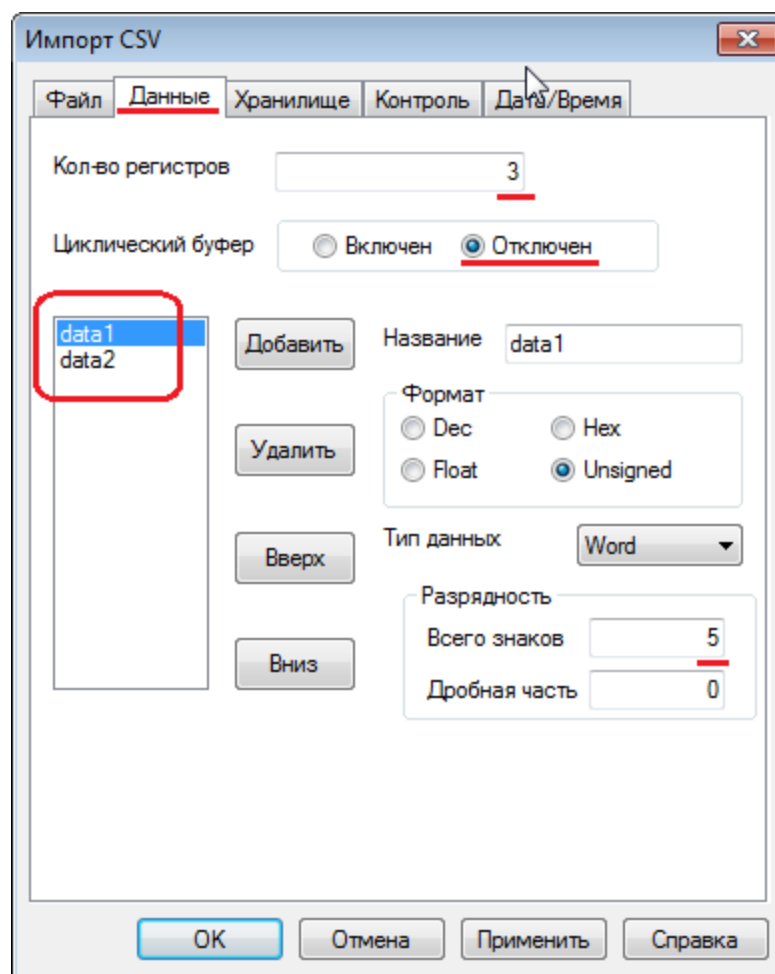 Импорт CSV
Файл Данные Хранилище Контроль Дата/Время
Кол-во регистров 3
Циклический буфер Включен Отключен
data1
data2
Добавить
Удалить
Вверх
Вниз
Название data1
Формат
Dec Hex
Float Unsigned
Тип данных Word
Разрядность
Всего знаков 5
Дробная часть 0
OK Отмена Применить Справка